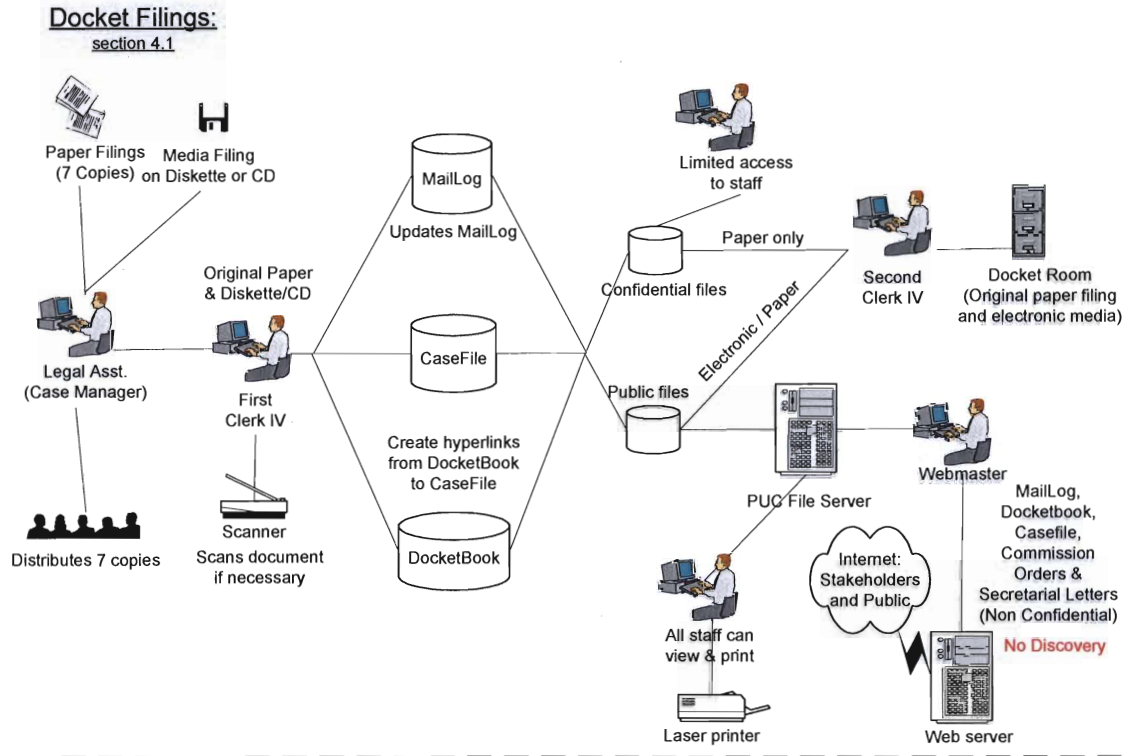 Docket Filings:
section 4.1
Paper Filings
(7 Copies)
Media Filing
on Diskette or CD
Legal Asst.
(Case Manager)
Distributes 7 copies
Original Paper
& Diskette/CD
First
Clerk IV
Scanner
Scans document
if necessary
MailLog
Updates MailLog
CaseFile
Create hyperlinks
from DocketBook
to CaseFile
DocketBook
Limited access
to staff
Confidential files
Paper only
Electronic / Paper
Public files
Second
Clerk IV
Docket Room
(Original paper filing
and electronic media)
PUC File Server
Webmaster
All staff can
view & print
Laser printer
Internet:
Stakeholders
and Public
MailLog,
Docketbook,
Casefile,
Commission
Orders &
Secretarial Letters
(Non Confidential)
No Discovery
Web server